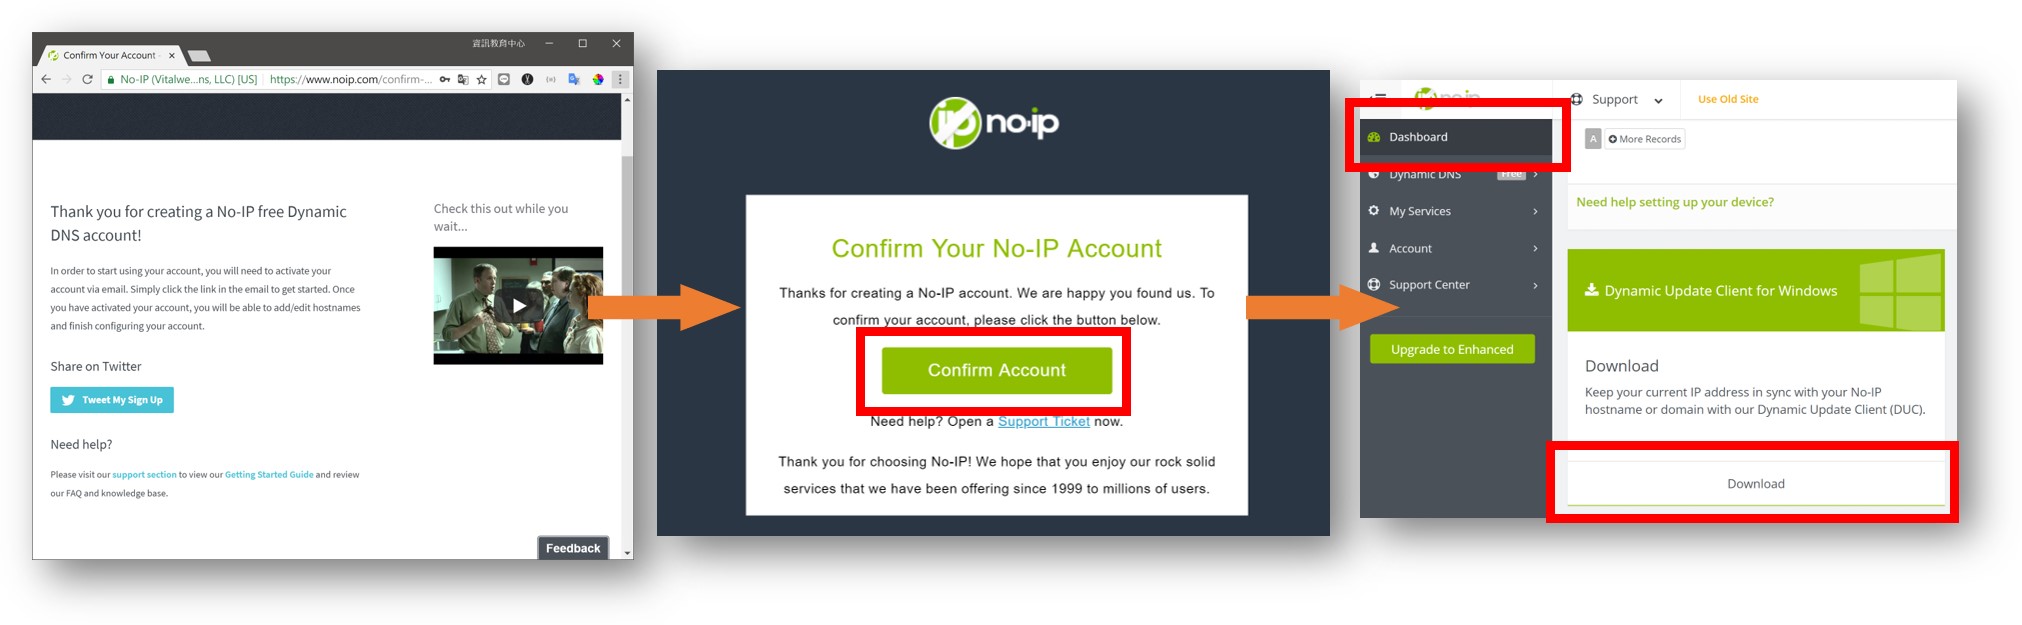 資訊教育中心
Confirm Your Account
No-IP (Vitalwe...ns, LLC) [US]
https://www.noip.com/confirm-...
Thank you for creating a No-IP free Dynamic
DNS account!
In order to start using your account, you will need to activate your
account via email. Simply click the link in the email to get started. Once
you have activated your account, you will be able to add/edit hostnames
and finish configuring your account.
Share on Twitter
Tweet My Sign Up
Need help?
Please visit our support section to view our Getting Started Guide and review
our FAQ and knowledge base.
Check this out while you
wait...
Feedback
no-ip
Confirm Your No-IP Account
Thanks for creating a No-IP account. We are happy you found us. To
confirm your account, please click the button below.
Confirm Account
Need help? Open a Support Ticket now.
Thank you for choosing No-IP! We hope that you enjoy our rock solid
services that we have been offering since 1999 to millions of users.
no-ip
Support
Use Old Site
Dashboard
Dynamic DNS
Free
My Services
Account
Support Center
Upgrade to Enhanced
A
More Records
Need help setting up your device?
Dynamic Update Client for Windows
Download
Keep your current IP address in sync with your No-IP
hostname or domain with our Dynamic Update Client (DUC).
Download